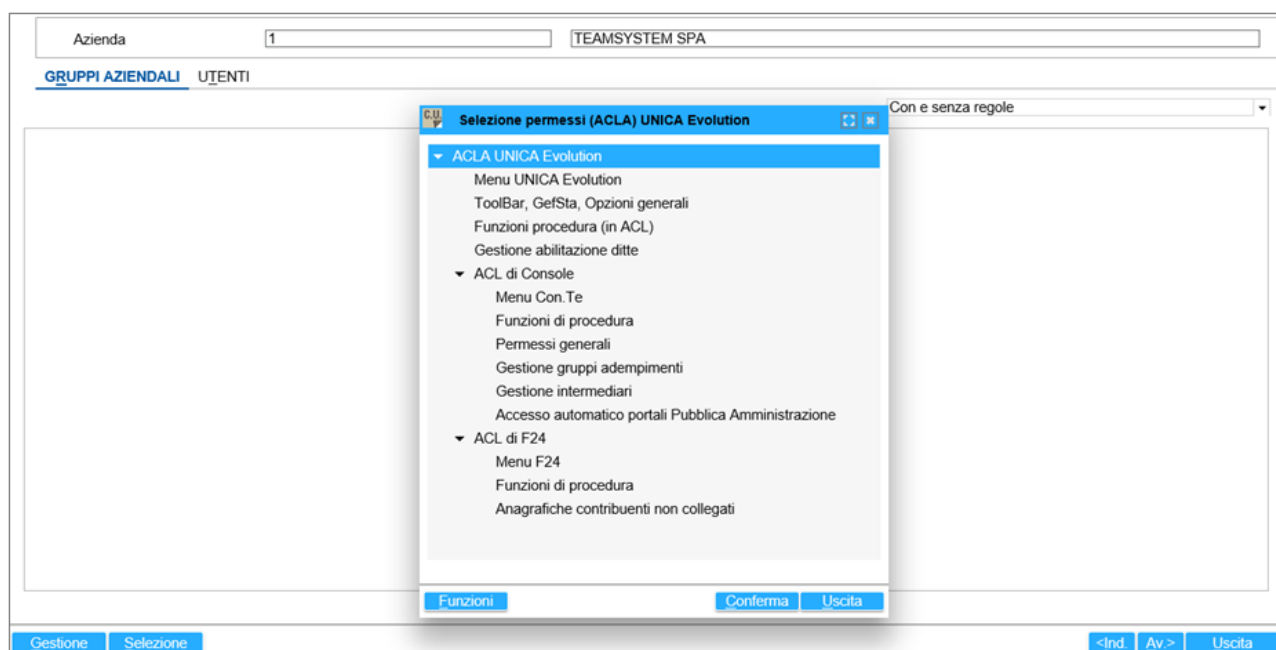 Azienda 1 TEAMSYSTEM SPA
GRUPPI AZIENDALI UTENTI
Con e senza regole
C.U. Selezione permessi (ACLA) UNICA Evolution
ACLA UNICA Evolution
Menu UNICA Evolution
ToolBar, GefSta, Opzioni generali
Funzioni procedura (in ACL)
Gestione abilitazione ditte
ACL di Console
Menu Con.Te
Funzioni di procedura
Permessi generali
Gestione gruppi adempimenti
Gestione intermediari
Accesso automatico portali Pubblica Amministrazione
ACL di F24
Menu F24
Funzioni di procedura
Anagrafiche contribuenti non collegati
Funzioni Conferma Uscita
Gestione Selezione <Ind. Av.> Uscita